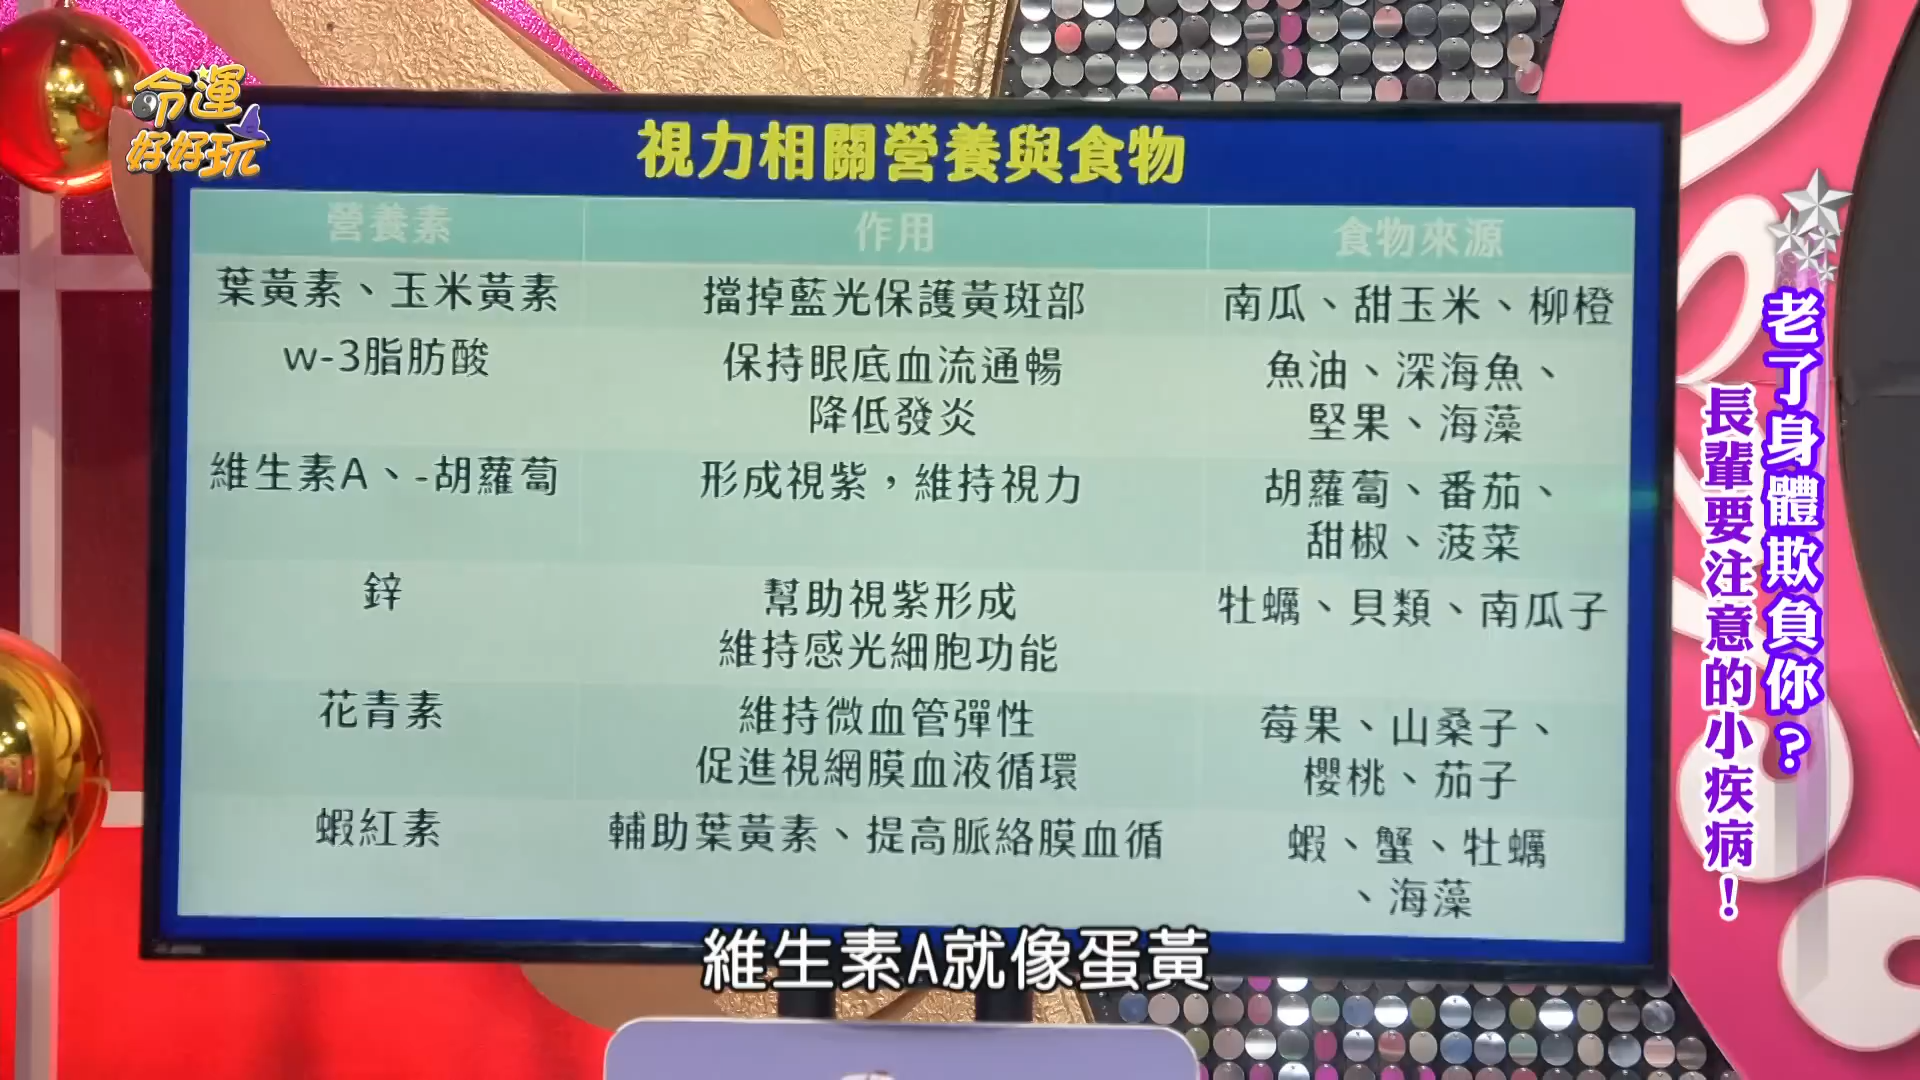 命運
好好玩
視力相關營養與食物
營養素 作用 食物來源
葉黃素、玉米黃素 擋掉藍光保護黃斑部 南瓜、甜玉米、柳橙
w-3脂肪酸 保持眼底血流通暢 魚油、深海魚、
降低發炎 堅果、海藻
維生素A、-胡蘿蔔 形成視紫，維持視力 胡蘿蔔、番茄、
甜椒、菠菜
鋅 幫助視紫形成 牡蠣、貝類、南瓜子
維持感光細胞功能
花青素 維持微血管彈性 莓果、山桑子、
促進視網膜血液循環 櫻桃、茄子
蝦紅素 輔助葉黃素、提高脈絡膜血循 蝦、蟹、牡蠣
、海藻
老了身體欺負你？
長輩要注意的小疾病！
維生素A就像蛋黃